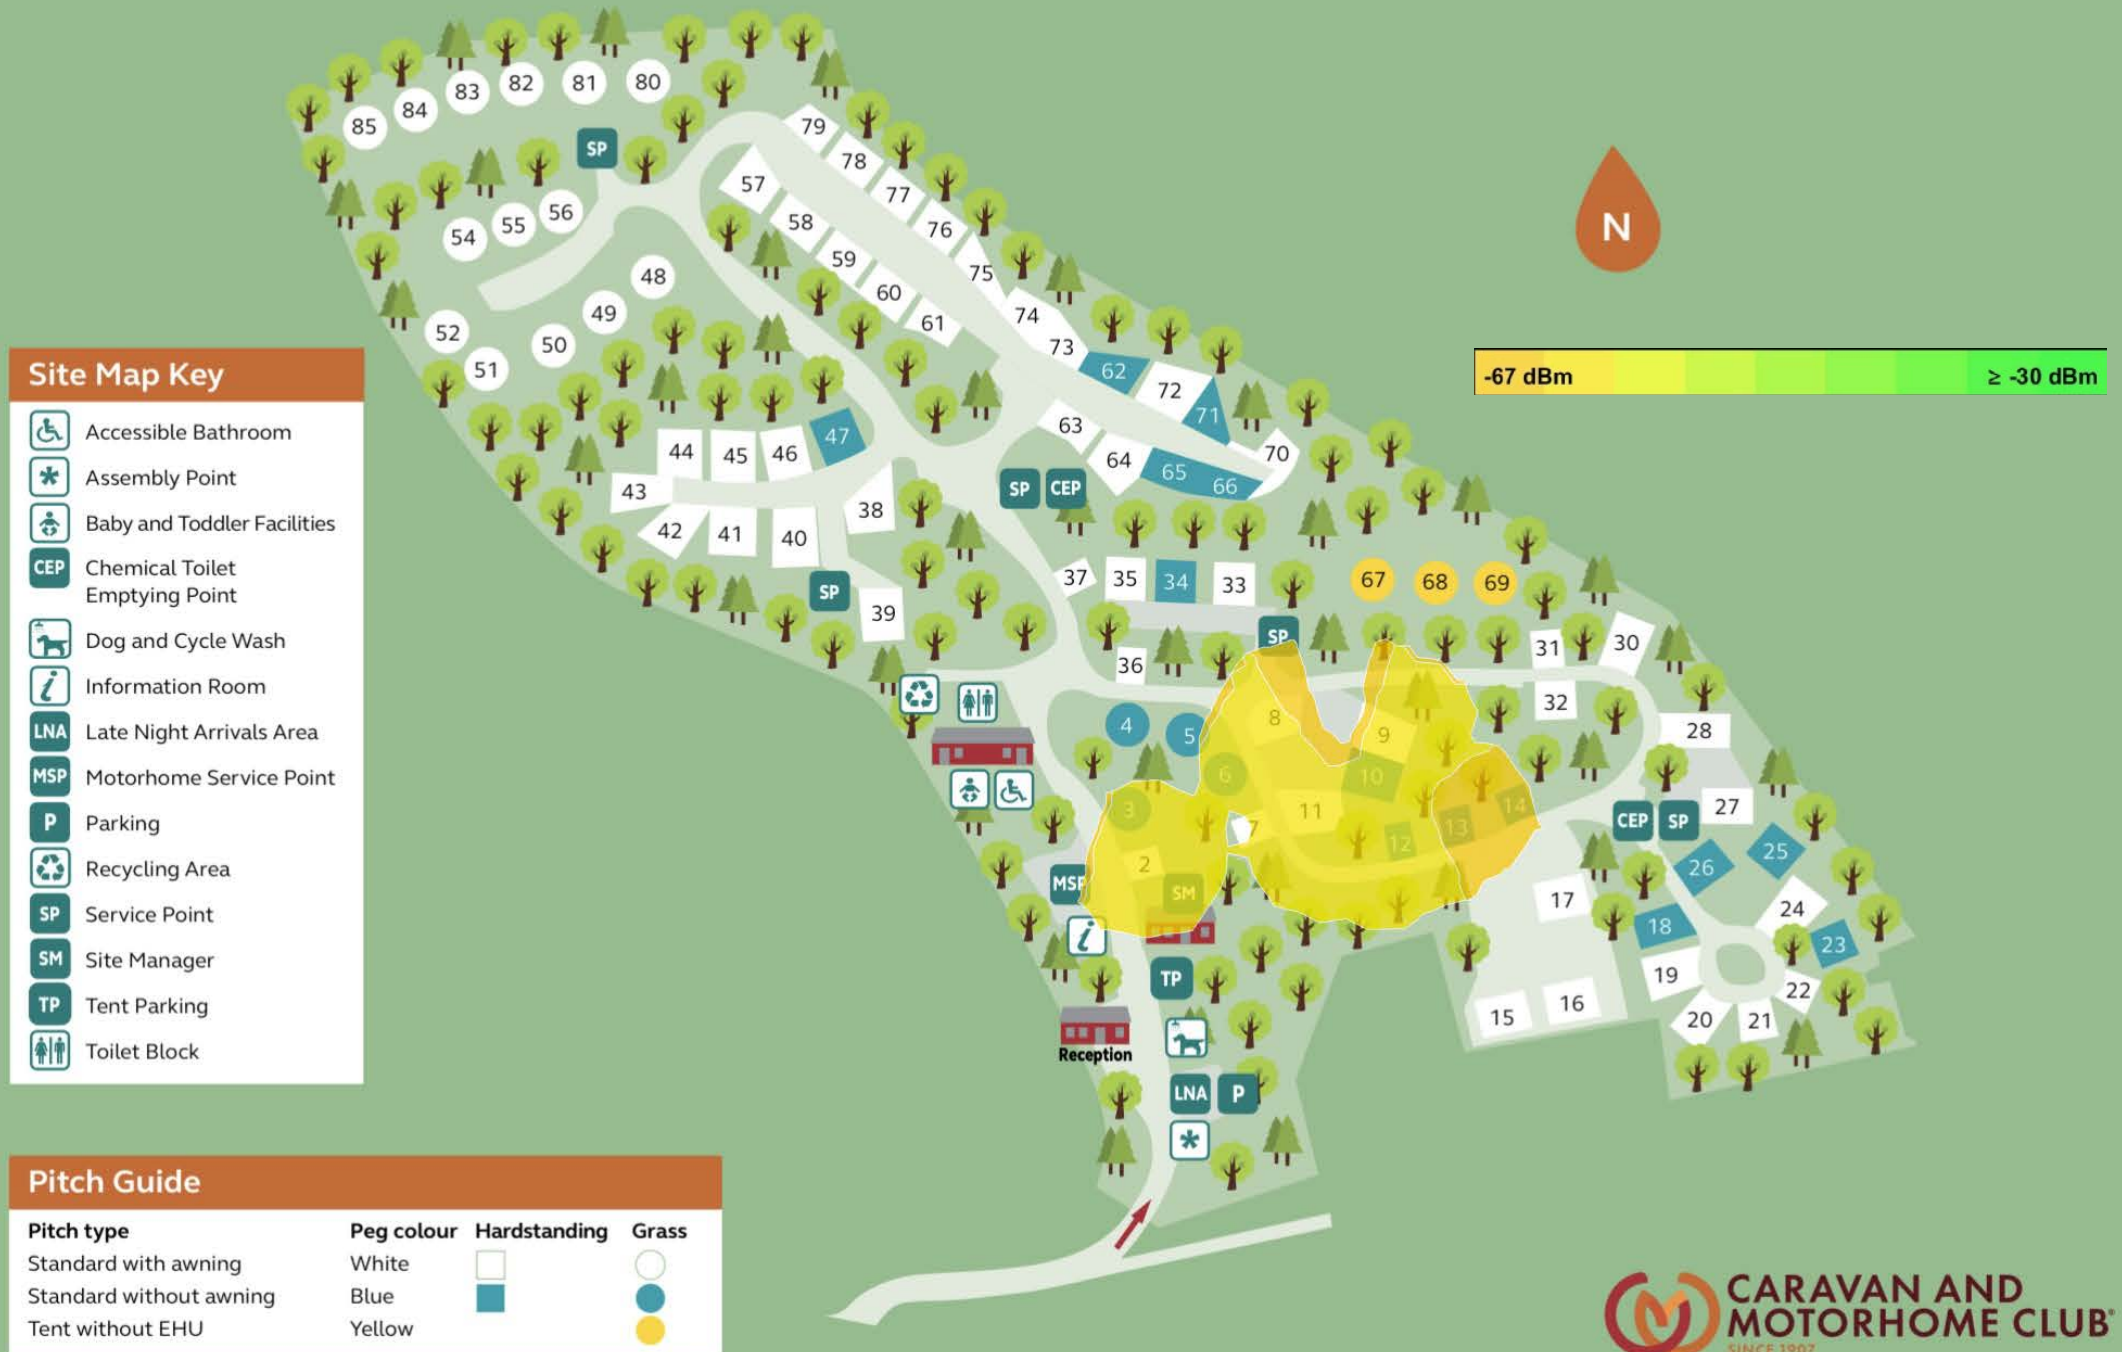 83 82 81 80
84
85
79
SP
78
57
77
56
58
55
76
54
59
75
48
60
49
74
61
52
50
73
51
62
72
71
63
47
44 45 46
64
70
65
66
43
SP CEP
38
42 41 40
37 35 34 33
67 68 69
SP
39
SP
31 30
36
32
4
5
8
9
28
6
10
3
11
14
27
7
13
12
CEP SP
2
25
26
MSP
SM
17
24
18
23
19
22
TP
15
16
20 21
Reception
LNA P
N
-67 dBm
≥ -30 dBm
Site Map Key
Accessible Bathroom
Assembly Point
Baby and Toddler Facilities
CEP Chemical Toilet
Emptying Point
Dog and Cycle Wash
i Information Room
LNA Late Night Arrivals Area
MSP Motorhome Service Point
P Parking
Recycling Area
SP Service Point
SM Site Manager
TP Tent Parking
Toilet Block
Pitch Guide
Pitch type Peg colour Hardstanding Grass
Standard with awning White
Standard without awning Blue
Tent without EHU Yellow
CARAVAN AND
MOTORHOME CLUB
SINCE 1907